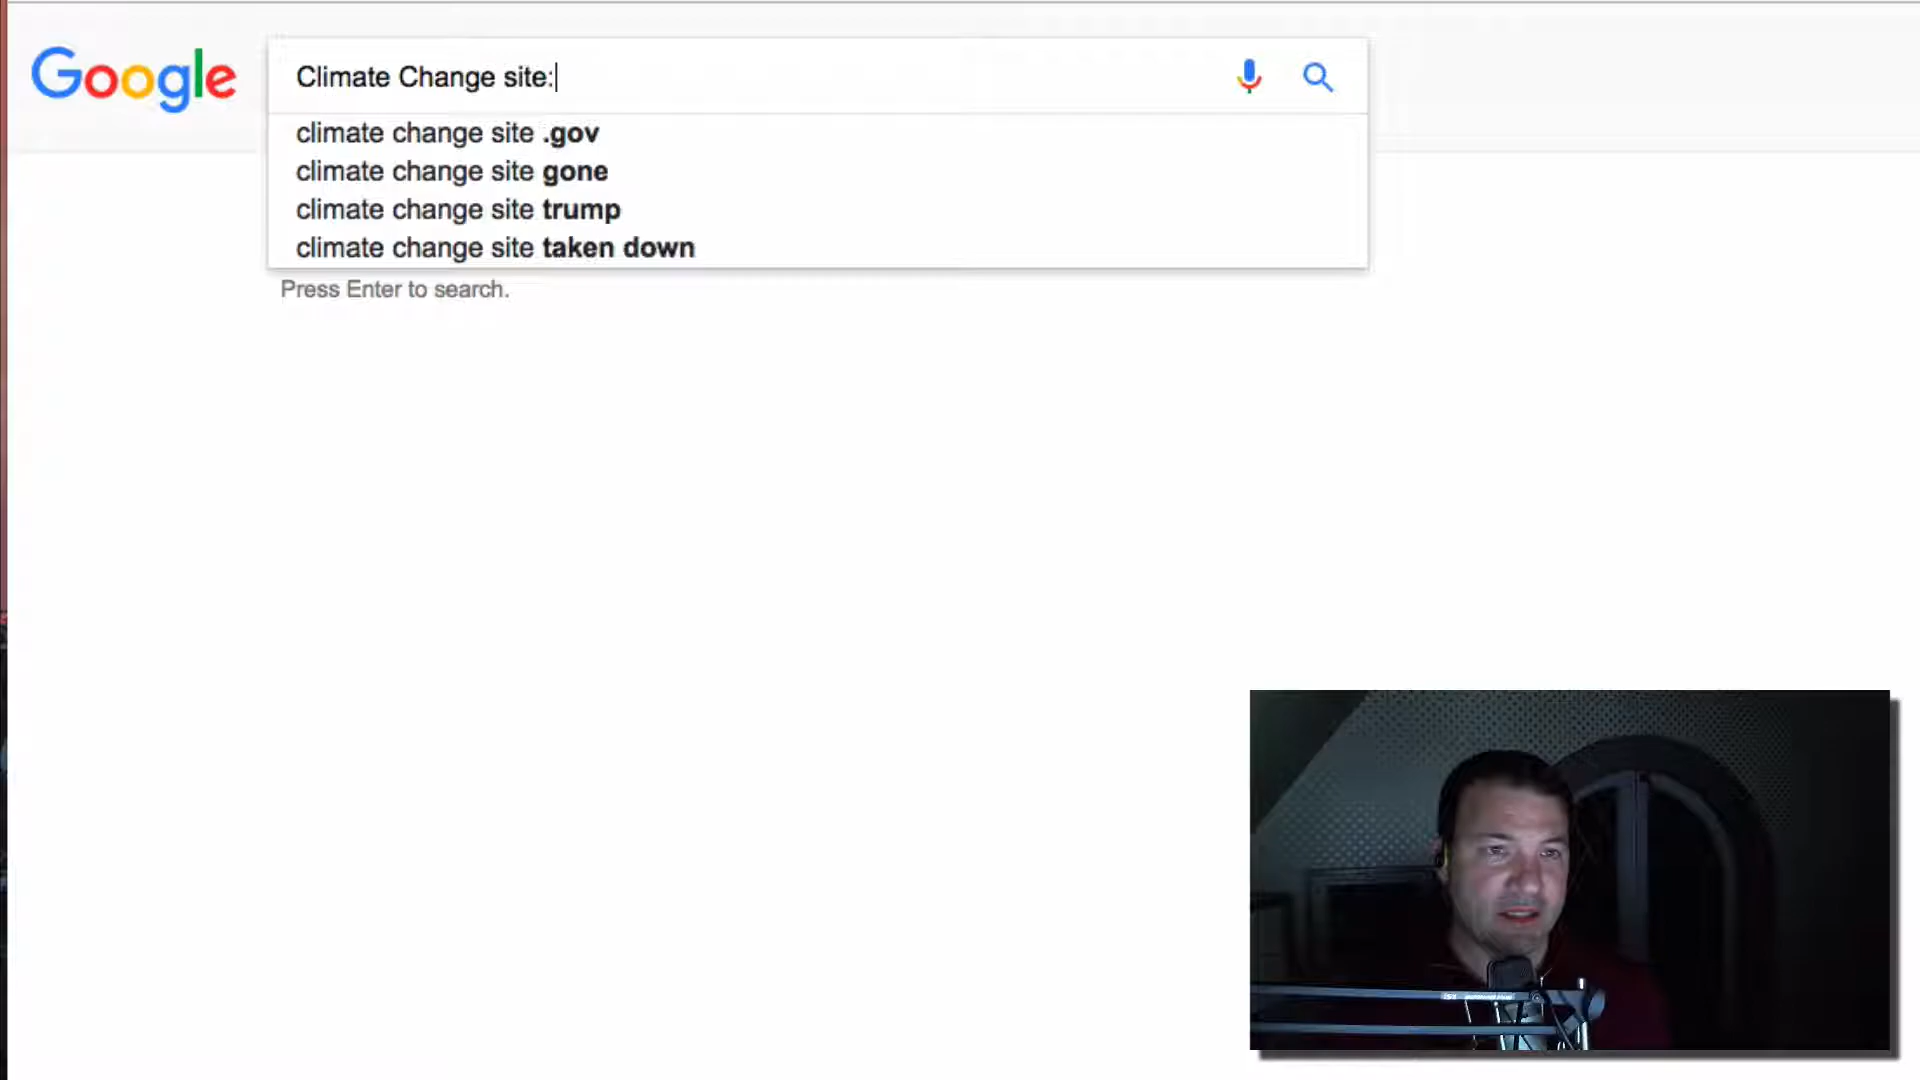 Google
Climate Change site:
climate change site .gov
climate change site gone
climate change site trump
climate change site taken down
Press Enter to search.